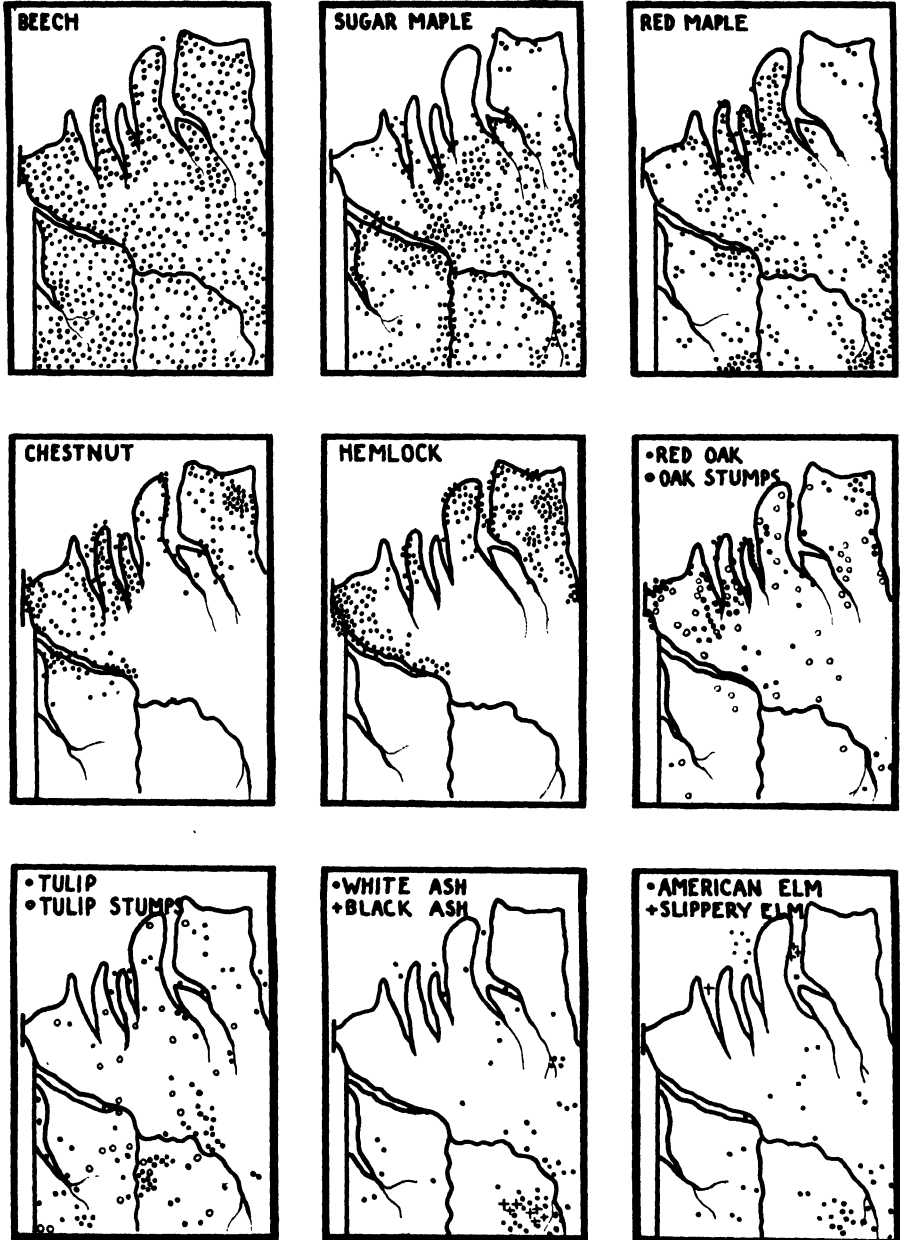 BEECH
SUGAR MAPLE
RED MAPLE
CHESTNUT
HEMLOCK
•RED OAK
∘OAK STUMPS
•TULIP
∘TULIP STUMPS
•WHITE ASH
+BLACK ASH
•AMERICAN ELM
+SLIPPERY ELM